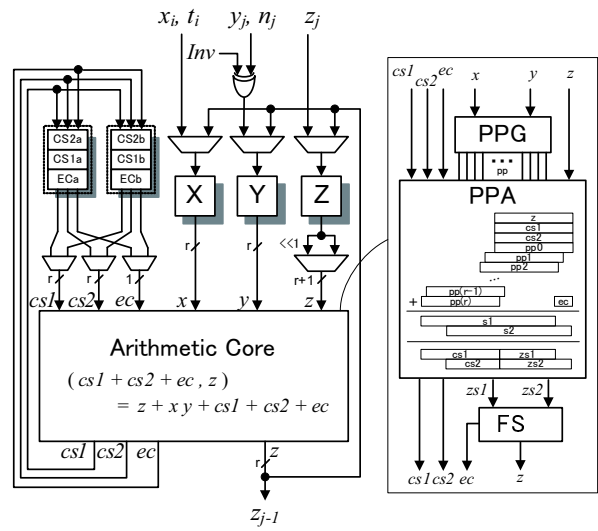 xi, ti
yj, nj
zj
Inv
CS2a
CS1a
ECa
CS2b
CS1b
ECb
X
Y
Z
<<1
r
r
1
r
r
r+1
cs1
cs2
ec
x
y
z
Arithmetic Core
(cs1 + cs2 + ec , z)
= z + x y + cs1 + cs2 + ec
cs1
cs2
ec
r
z
zj-1
cs1
cs2
ec
x
y
z
PPG
pp
PPA
z
cs1
cs2
pp0
pp1
pp2
...
pp(r-1)
+
pp(r)
ec
s1
s2
cs1
zs1
cs2
zs2
zs1
zs2
FS
cs1
cs2
ec
z